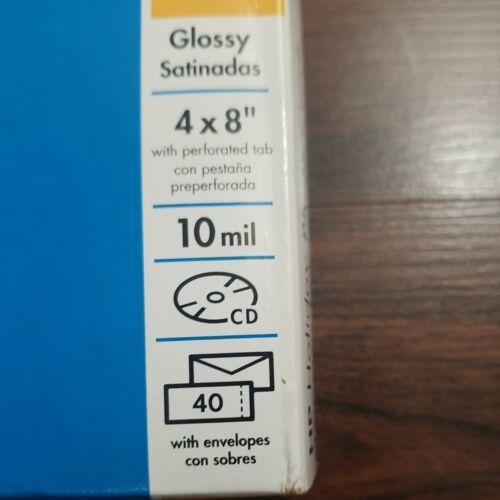 Glossy
Satinadas
4 x 8"
with perforated tab
con pestaña
preperforada
10 mil
CD
40
with envelopes
con sobres